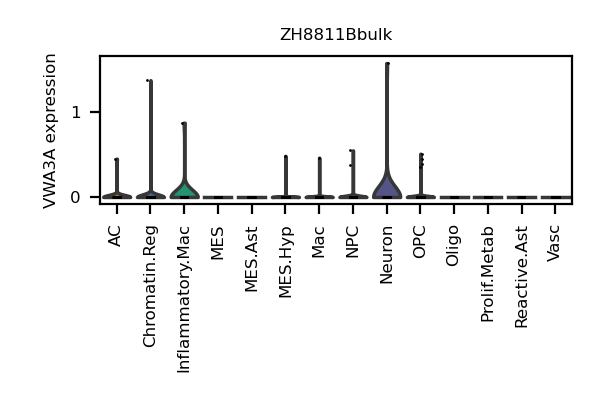 ZH8811Bbulk
VWA3A expression
1
0
AC
Chromatin.Reg
Inflammatory.Mac
MES
MES.Ast
MES.Hyp
Mac
NPC
Neuron
OPC
Oligo
Prolif.Metab
Reactive.Ast
Vasc